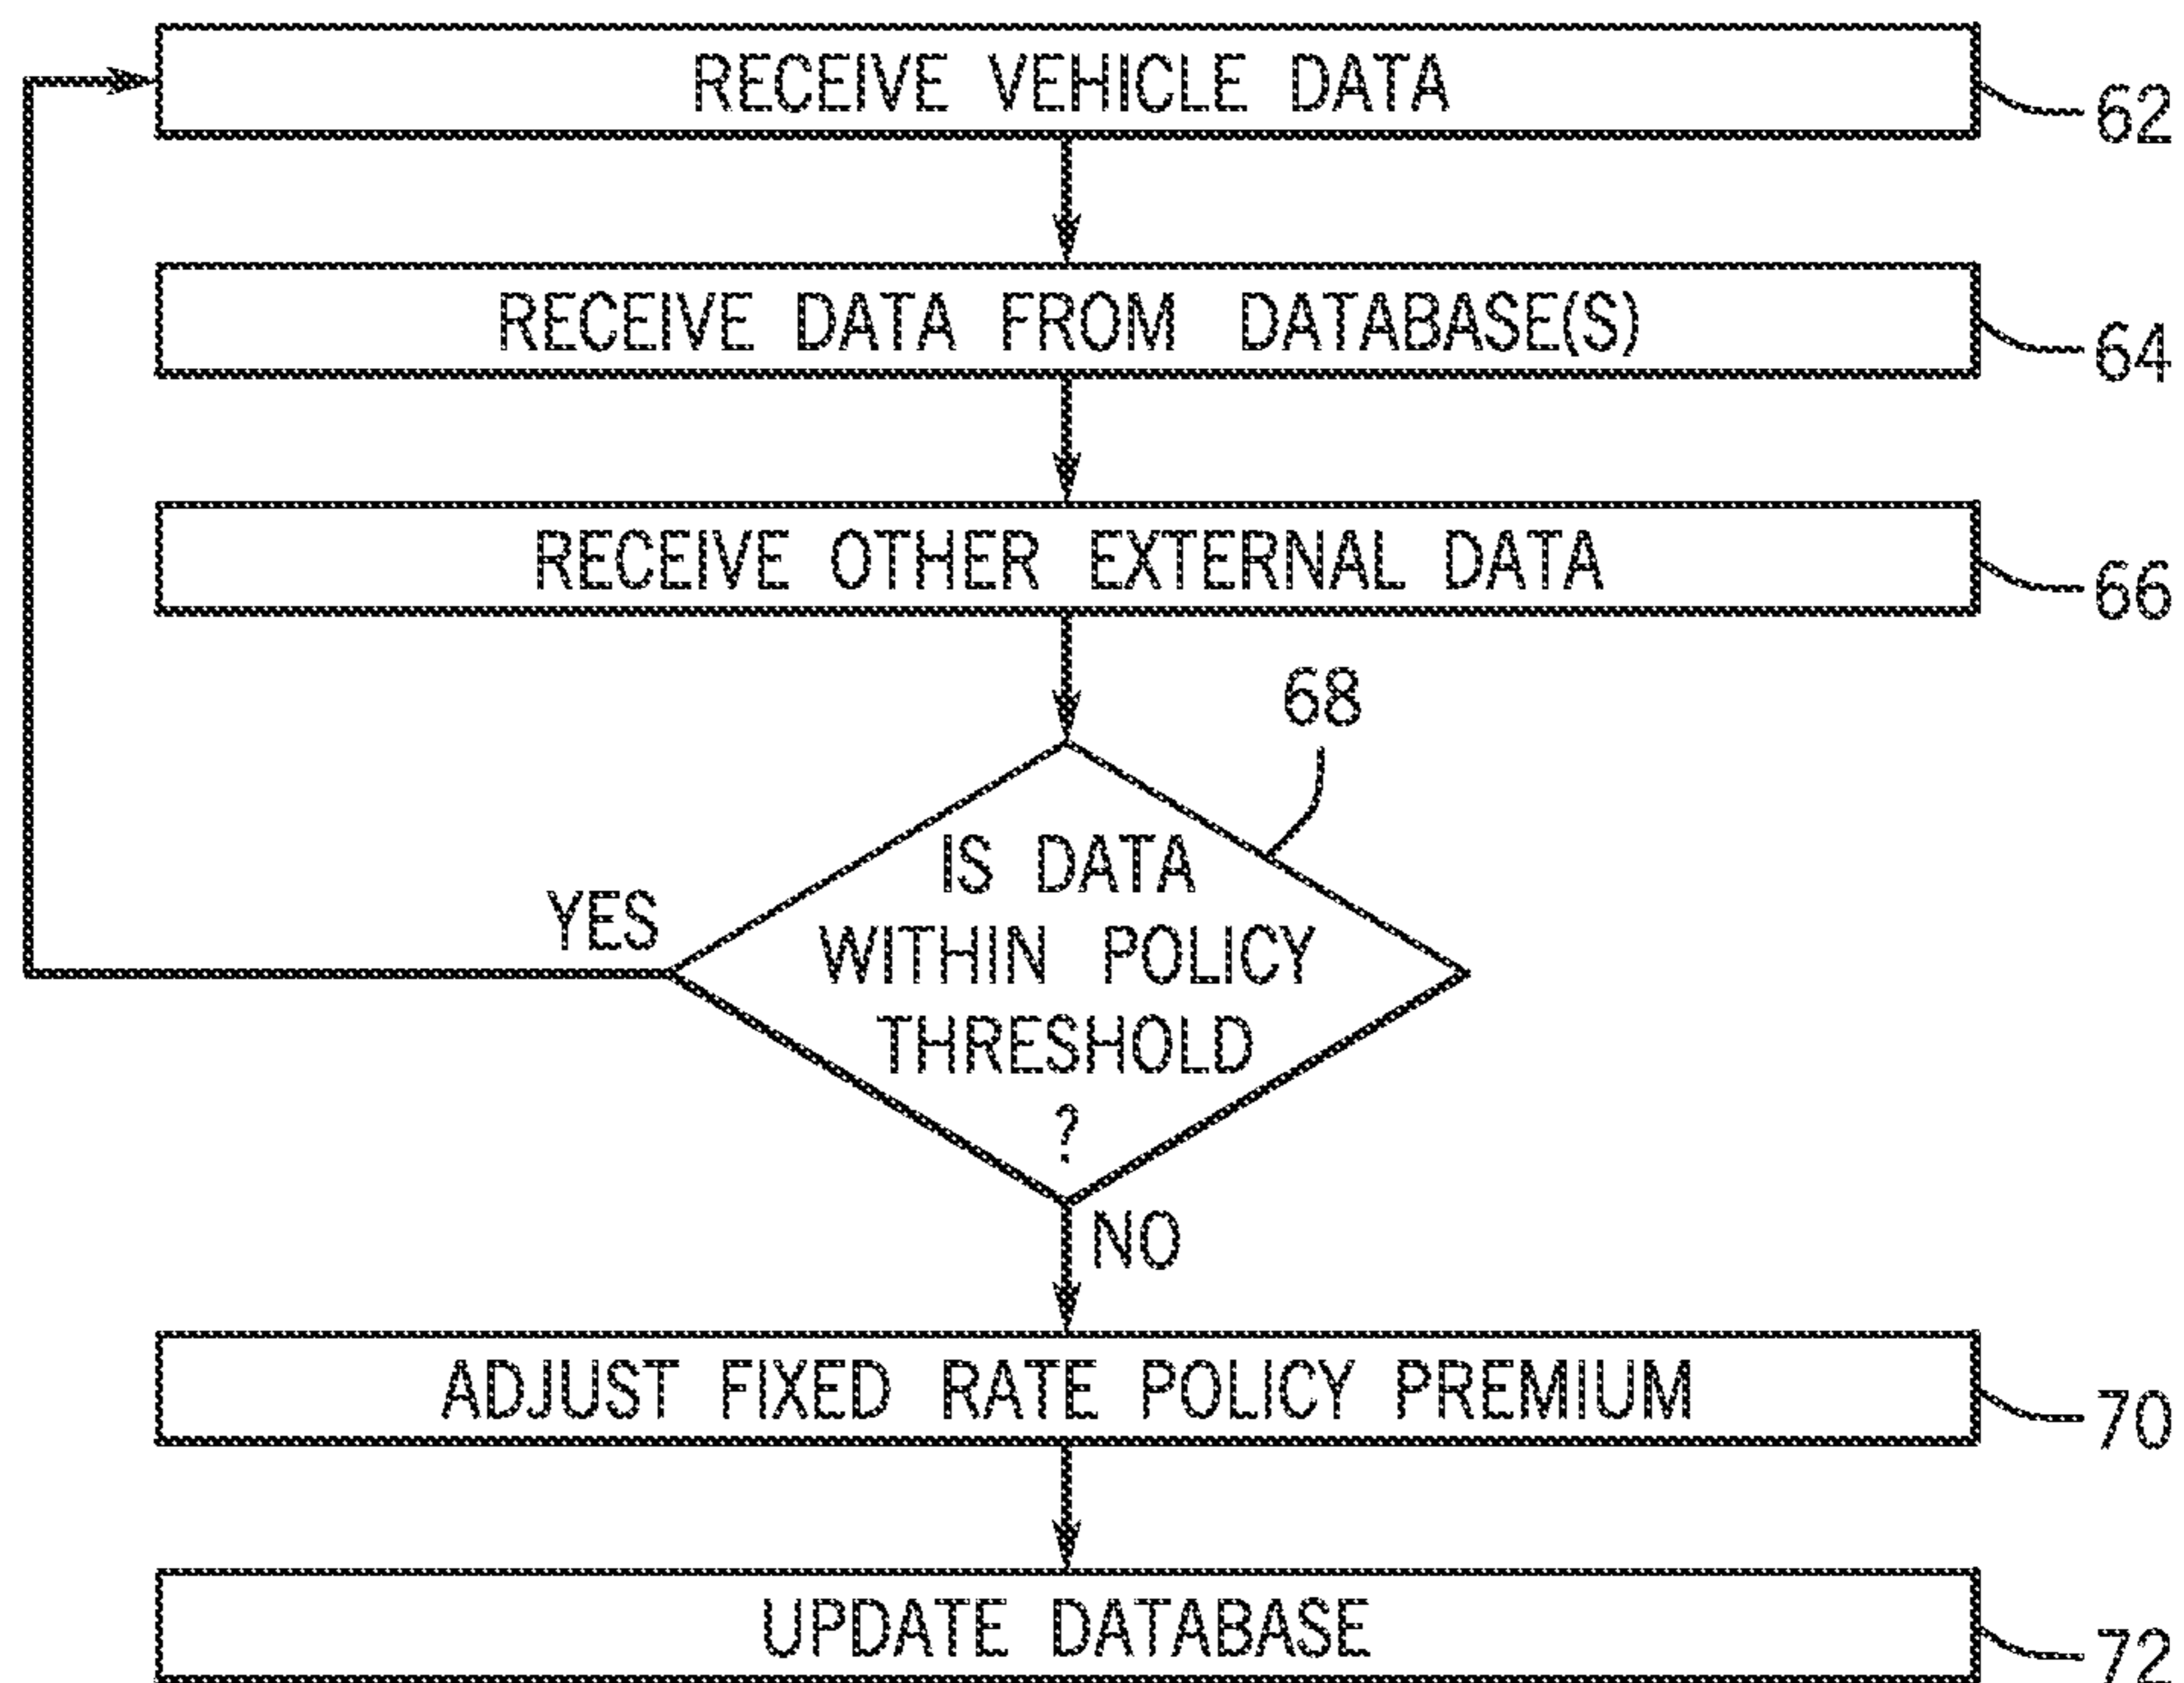 RECEIVE VEHICLE DATA
62
RECEIVE DATA FROM DATABASE(S)
64
RECEIVE OTHER EXTERNAL DATA
66
68
IS DATA
WITHIN POLICY
THRESHOLD
?
YES
NO
ADJUST FIXED RATE POLICY PREMIUM
70
UPDATE DATABASE
72